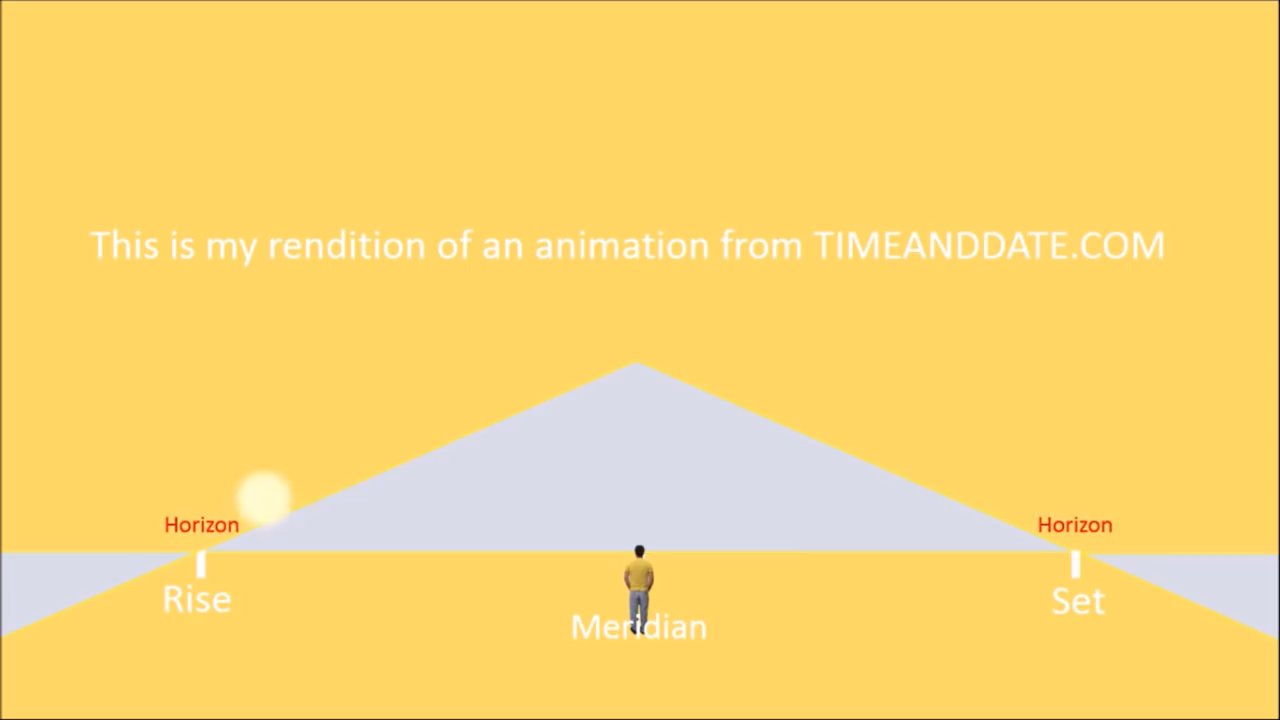 This is my rendition of an animation from TIMEANDDATE.COM
Horizon
Horizon
Rise
Set
Meridian